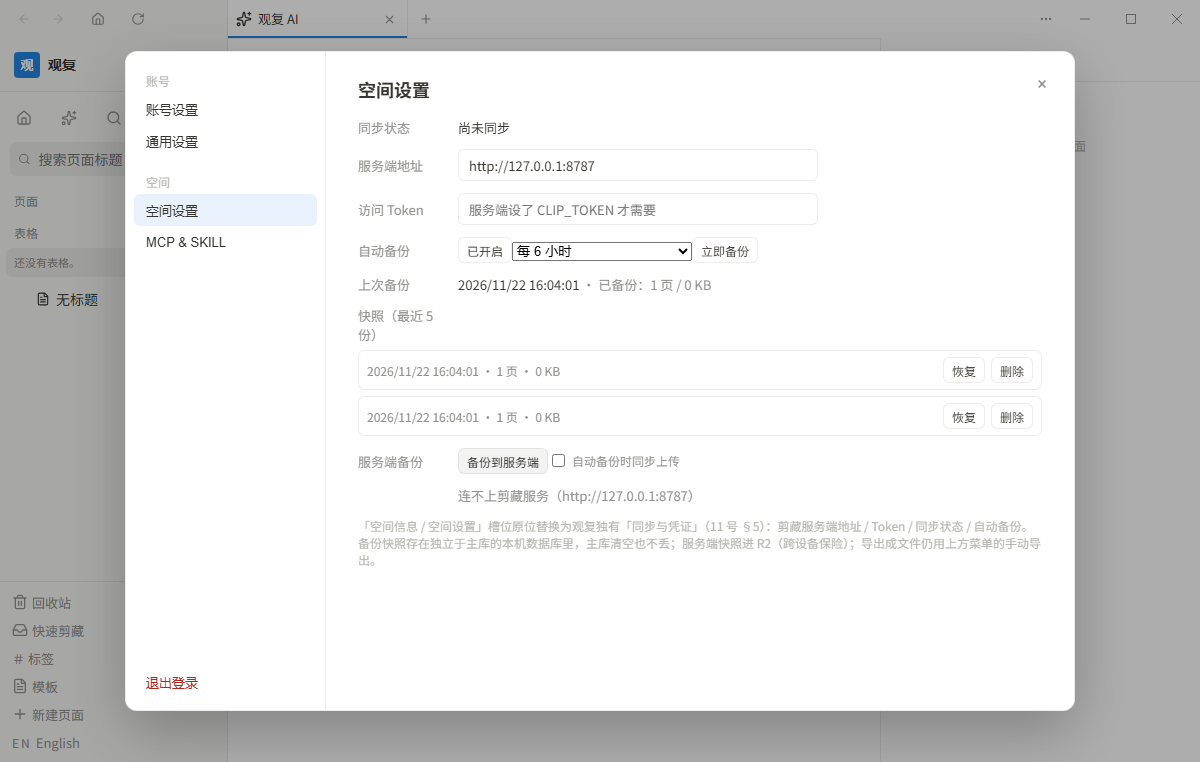 观复 AI
观 观复
搜索页面标题
页面
表格
还没有表格。
无标题
回收站
快速剪藏
# 标签
模板
新建页面
EN English
面
账号
账号设置
通用设置
空间
空间设置
MCP & SKILL
退出登录
空间设置
×
同步状态 尚未同步
服务端地址 http://127.0.0.1:8787
访问 Token 服务端设了 CLIP_TOKEN 才需要
自动备份 已开启 每 6 小时 立即备份
上次备份 2026/11/22 16:04:01 · 已备份：1 页 / 0 KB
快照（最近 5
份）
2026/11/22 16:04:01 · 1 页 · 0 KB 恢复 删除
2026/11/22 16:04:01 · 1 页 · 0 KB 恢复 删除
服务端备份 备份到服务端 自动备份时同步上传
连不上剪藏服务（http://127.0.0.1:8787）
「空间信息 / 空间设置」槽位原位替换为观复独有「同步与凭证」（11 号 §5）：剪藏服务端地址 / Token / 同步状态 / 自动备份。
备份快照存在独立于主库的本机数据库里，主库清空也不丢；服务端快照进 R2（跨设备保险）；导出成文件仍用上方菜单的手动导
出。